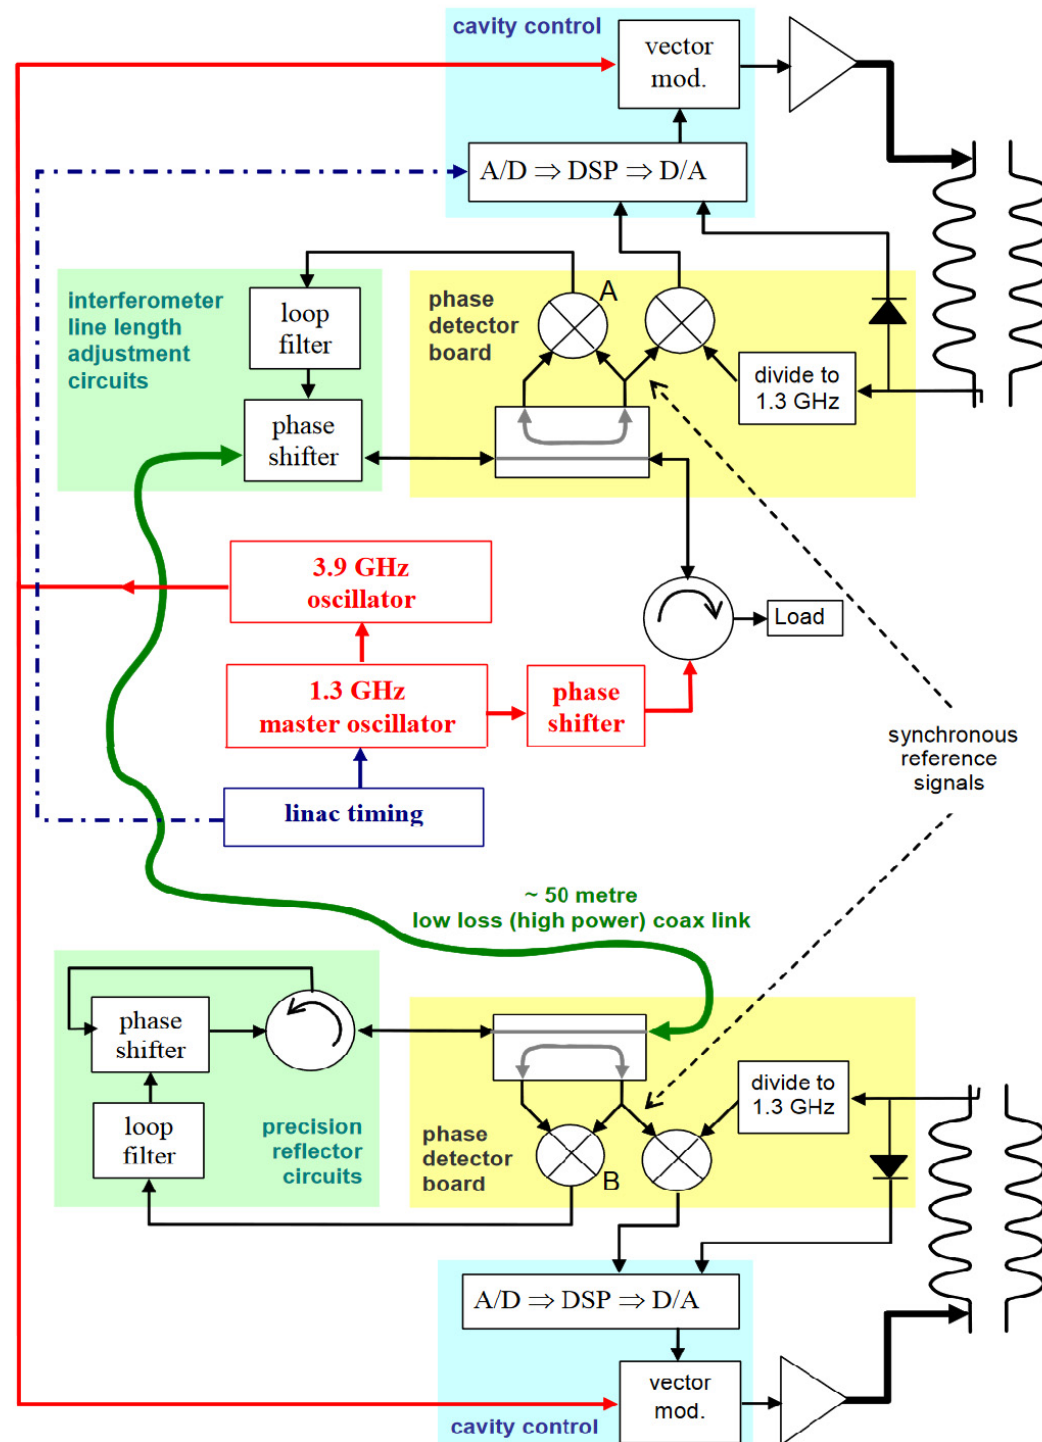 cavity control
vector
mod.
A/D ⇒ DSP ⇒ D/A
interferometer
line length
adjustment
circuits
loop
filter
phase
shifter
phase
detector
board
A
divide to
1.3 GHz
3.9 GHz
oscillator
Load
1.3 GHz
master oscillator
phase
shifter
linac timing
synchronous
reference
signals
~ 50 metre
low loss (high power) coax link
phase
shifter
loop
filter
precision
reflector
circuits
phase
detector
board
B
divide to
1.3 GHz
A/D ⇒ DSP ⇒ D/A
vector
mod.
cavity control